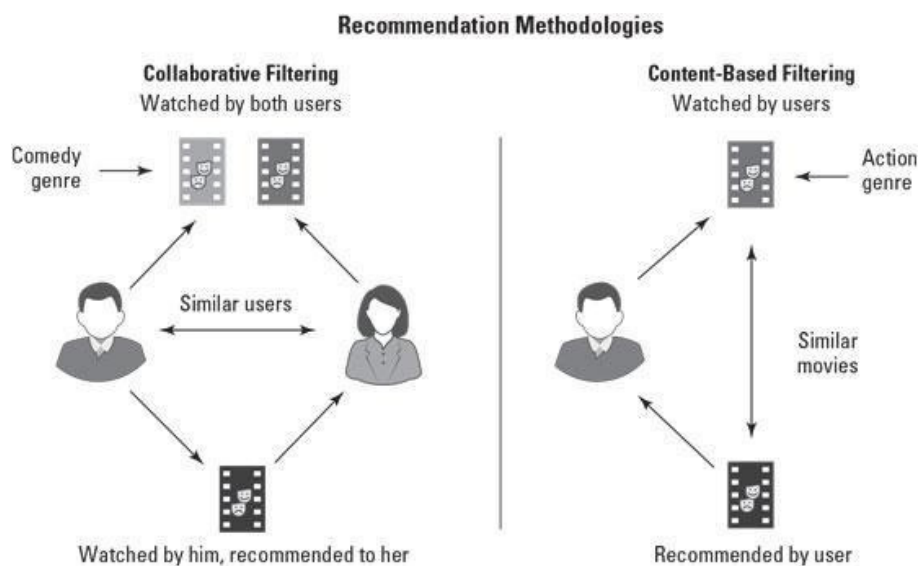 Recommendation Methodologies
Collaborative Filtering
Watched by both users
Comedy
genre
Similar users
Watched by him, recommended to her
Content-Based Filtering
Watched by users
Action
genre
Similar
movies
Recommended by user